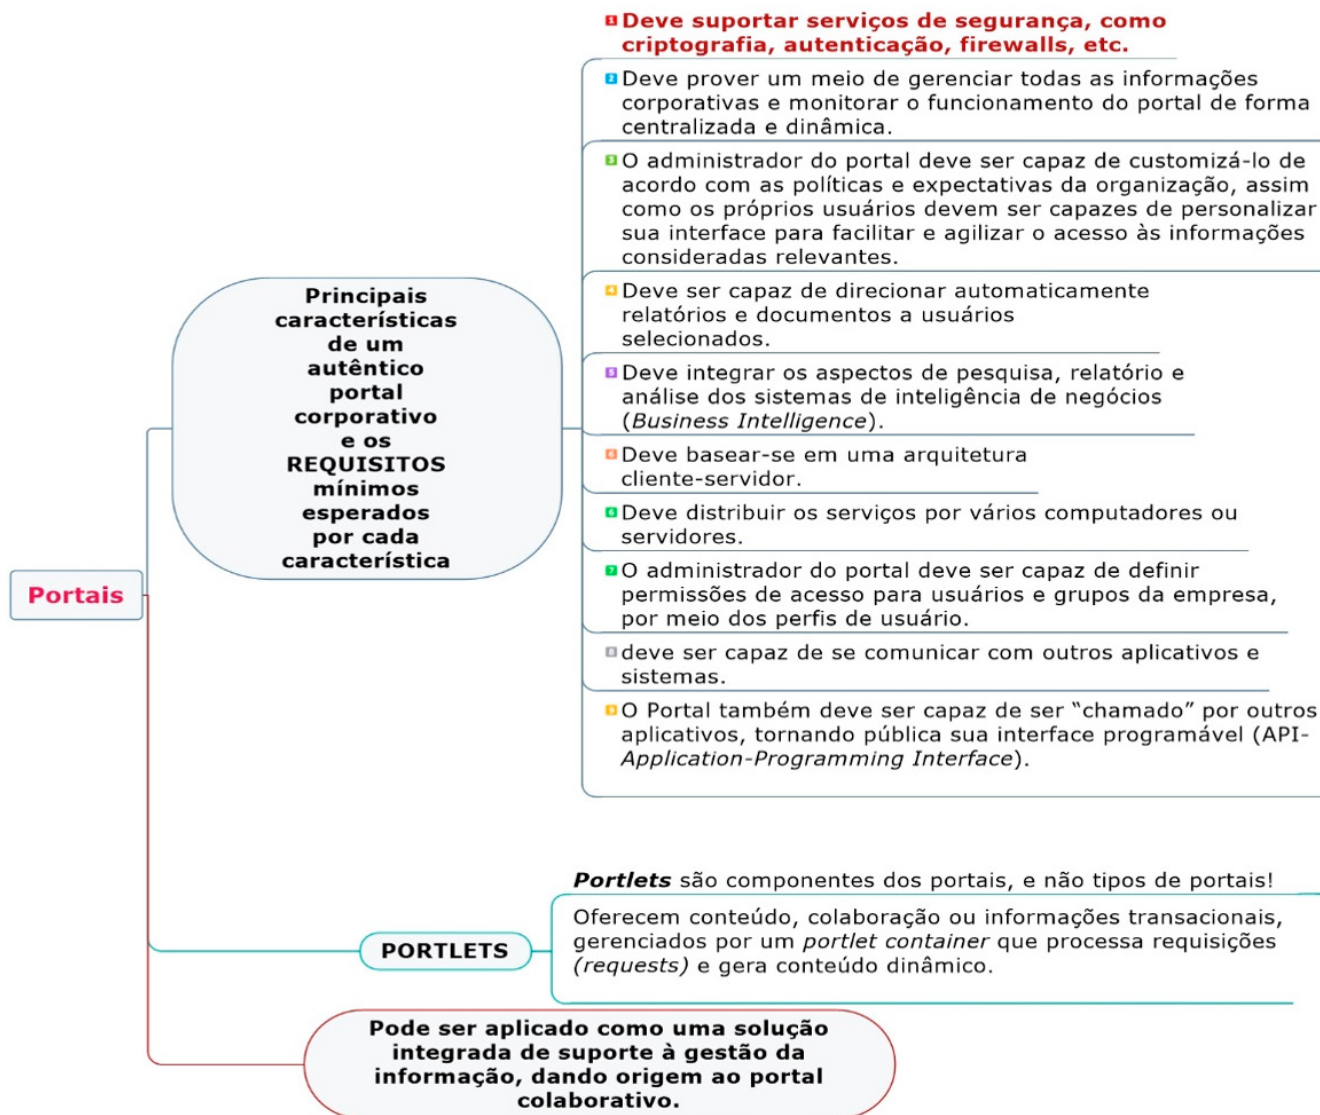 Portais
Principais
características
de um
autêntico
portal
corporativo
e os
REQUISITOS
mínimos
esperados
por cada
característica
1 Deve suportar serviços de segurança, como
criptografia, autenticação, firewalls, etc.
2 Deve prover um meio de gerenciar todas as informações
corporativas e monitorar o funcionamento do portal de forma
centralizada e dinâmica.
3 O administrador do portal deve ser capaz de customizá-lo de
acordo com as políticas e expectativas da organização, assim
como os próprios usuários devem ser capazes de personalizar
sua interface para facilitar e agilizar o acesso às informações
consideradas relevantes.
4 Deve ser capaz de direcionar automaticamente
relatórios e documentos a usuários
selecionados.
5 Deve integrar os aspectos de pesquisa, relatório e
análise dos sistemas de inteligência de negócios
(Business Intelligence).
6 Deve basear-se em uma arquitetura
cliente-servidor.
6 Deve distribuir os serviços por vários computadores ou
servidores.
7 O administrador do portal deve ser capaz de definir
permissões de acesso para usuários e grupos da empresa,
por meio dos perfis de usuário.
8 deve ser capaz de se comunicar com outros aplicativos e
sistemas.
9 O Portal também deve ser capaz de ser “chamado” por outros
aplicativos, tornando pública sua interface programável (API-
Application-Programming Interface).
PORTLETS
Portlets são componentes dos portais, e não tipos de portais!
Oferecem conteúdo, colaboração ou informações transacionais,
gerenciados por um portlet container que processa requisições
(requests) e gera conteúdo dinâmico.
Pode ser aplicado como uma solução
integrada de suporte à gestão da
informação, dando origem ao portal
colaborativo.